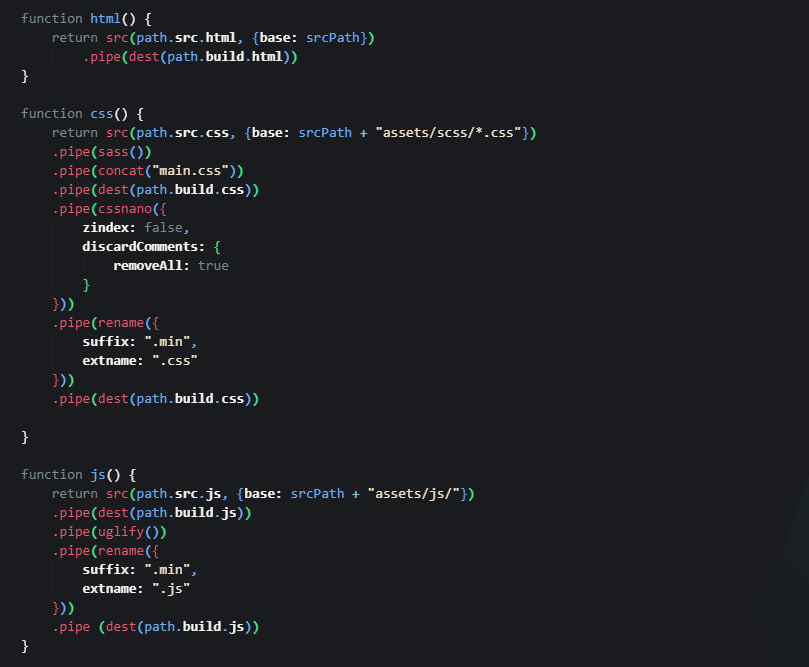 function html() {
    return src(path.src.html, {base: srcPath})
        .pipe(dest(path.build.html))
}
function css() {
    return src(path.src.css, {base: srcPath + "assets/scss/*.css"})
    .pipe(sass())
    .pipe(concat("main.css"))
    .pipe(dest(path.build.css))
    .pipe(cssnano({
        zindex: false,
        discardComments: {
            removeAll: true
        }
    }))
    .pipe(rename({
        suffix: ".min",
        extname: ".css"
    }))
    .pipe(dest(path.build.css))
}
function js() {
    return src(path.src.js, {base: srcPath + "assets/js/"})
    .pipe(dest(path.build.js))
    .pipe(uglify())
    .pipe(rename({
        suffix: ".min",
        extname: ".js"
    }))
    .pipe (dest(path.build.js))
}